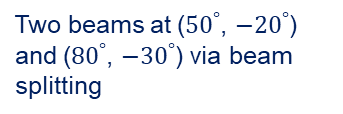 Two beams at (50°, −20°)
and (80°, −30°) via beam
splitting